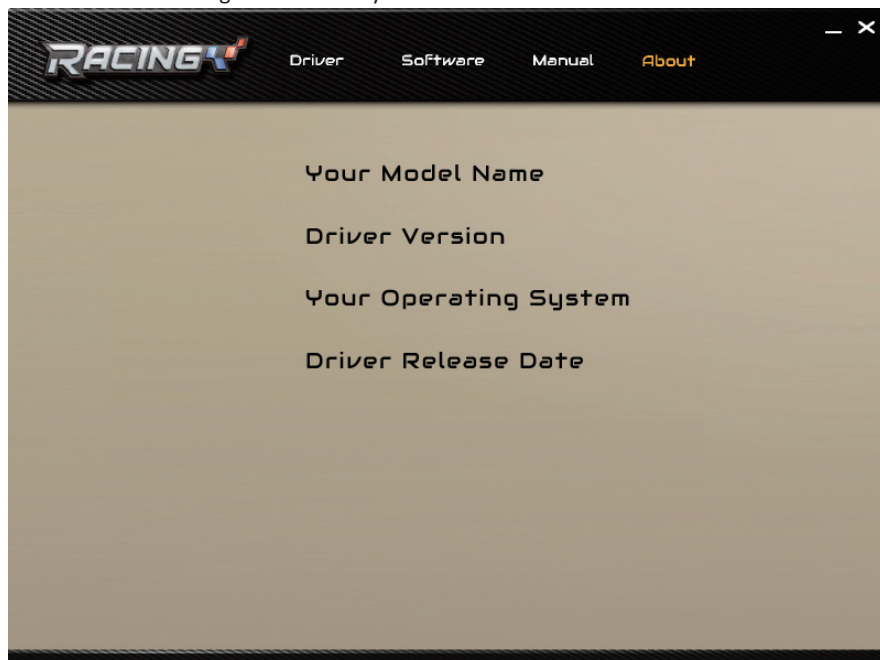 RACING
Driver Software Manual About
Your Model Name
Driver Version
Your Operating System
Driver Release Date